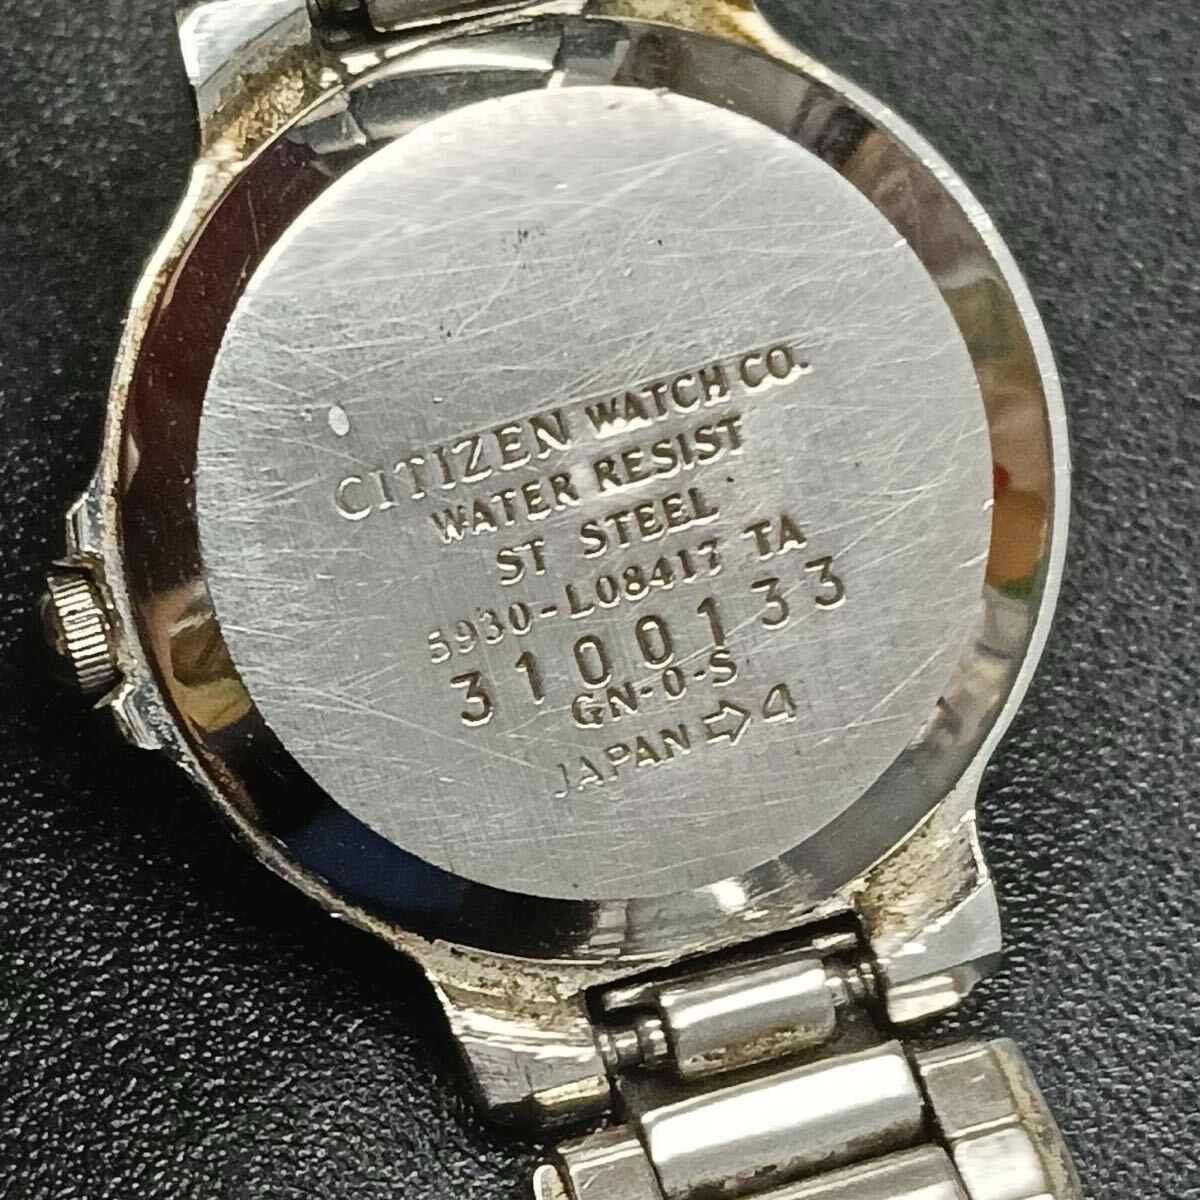 CITIZEN WATCH CO.
WATER RESIST
ST STEEL
5930-L08417 TA
3100133
GN-0-S
JAPAN ⇨ 4